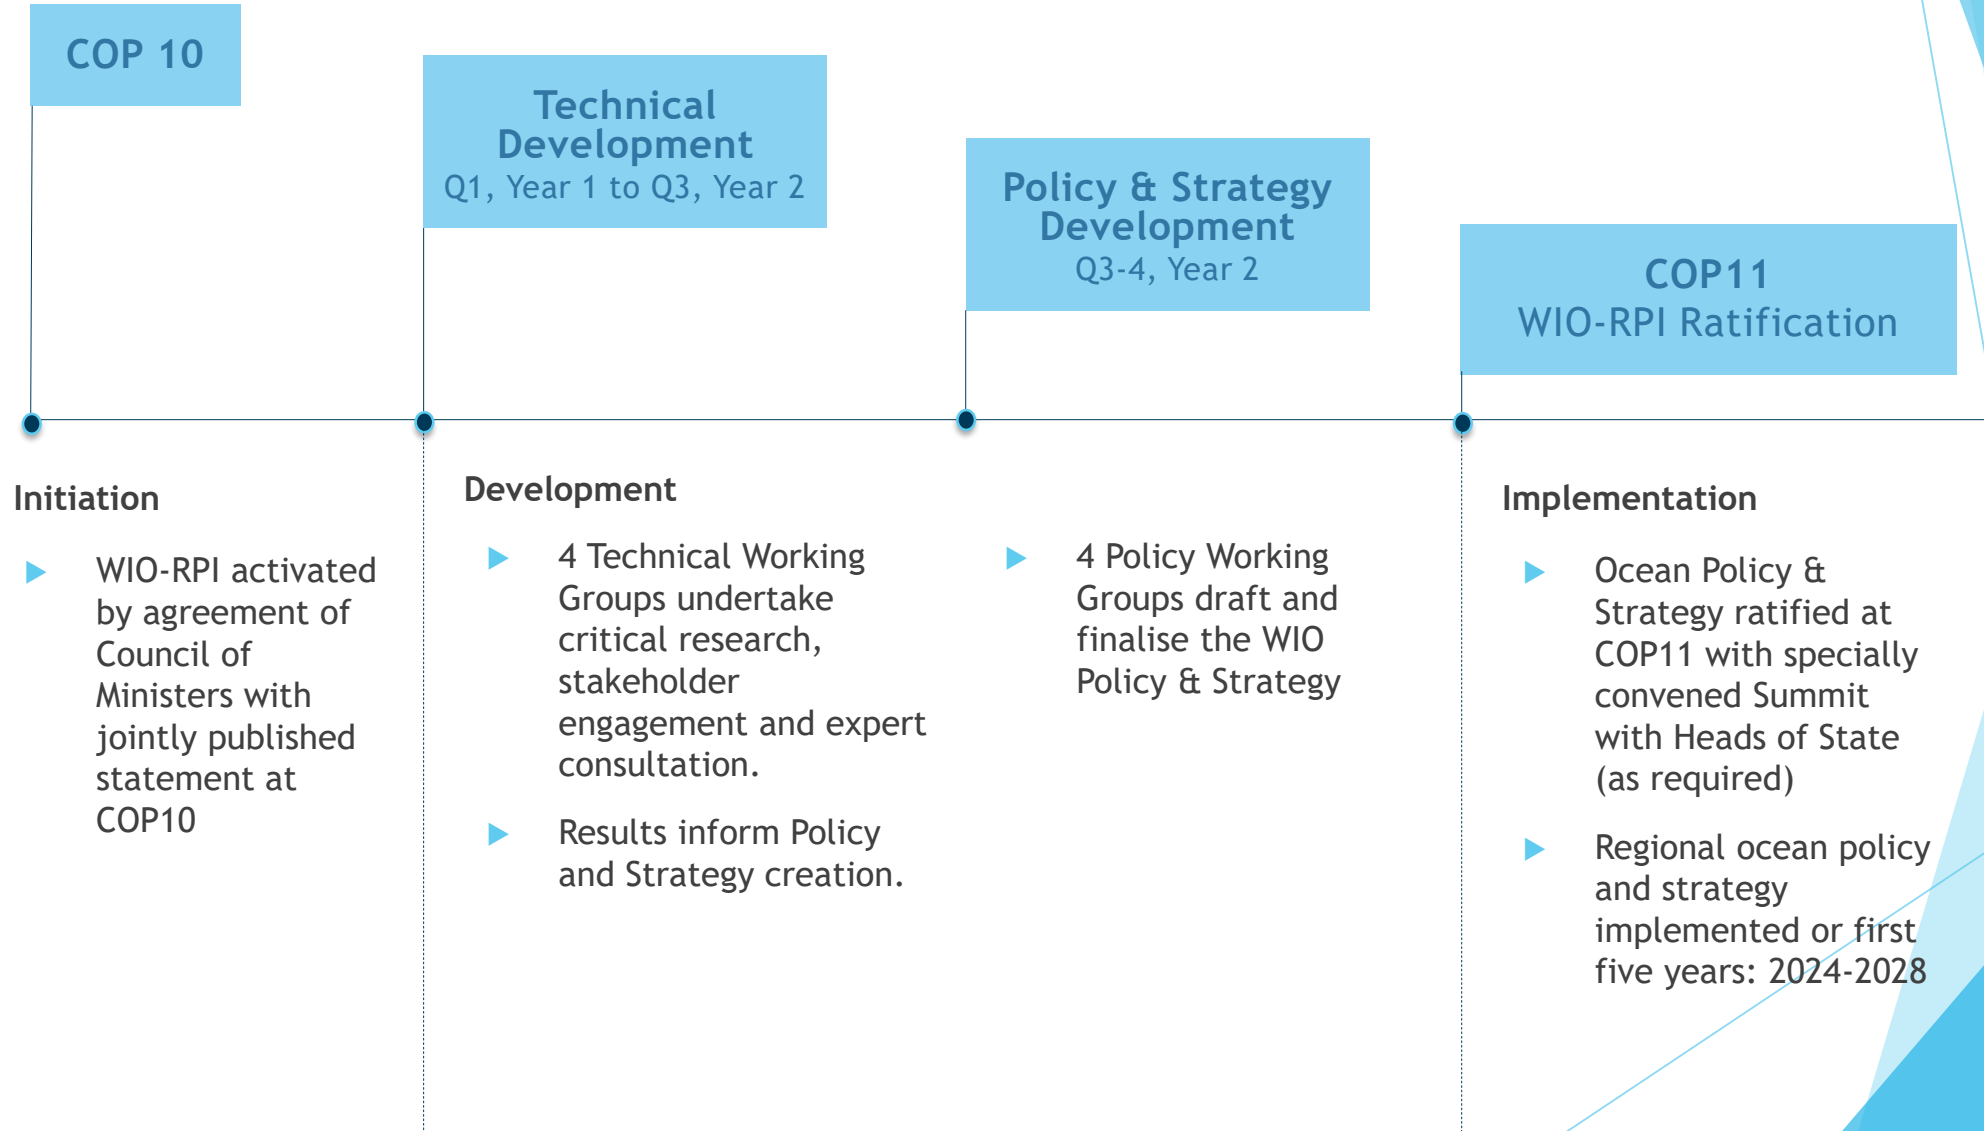 COP 10
Technical
Development
Q1, Year 1 to Q3, Year 2
Policy & Strategy
Development
Q3-4, Year 2
COP11
WIO-RPI Ratification
Initiation
WIO-RPI activated
by agreement of
Council of
Ministers with
jointly published
statement at
COP10
Development
4 Technical Working
Groups undertake
critical research,
stakeholder
engagement and expert
consultation.
Results inform Policy
and Strategy creation.
4 Policy Working
Groups draft and
finalise the WIO
Policy & Strategy
Implementation
Ocean Policy &
Strategy ratified at
COP11 with specially
convened Summit
with Heads of State
(as required)
Regional ocean policy
and strategy
implemented or first
five years: 2024-2028